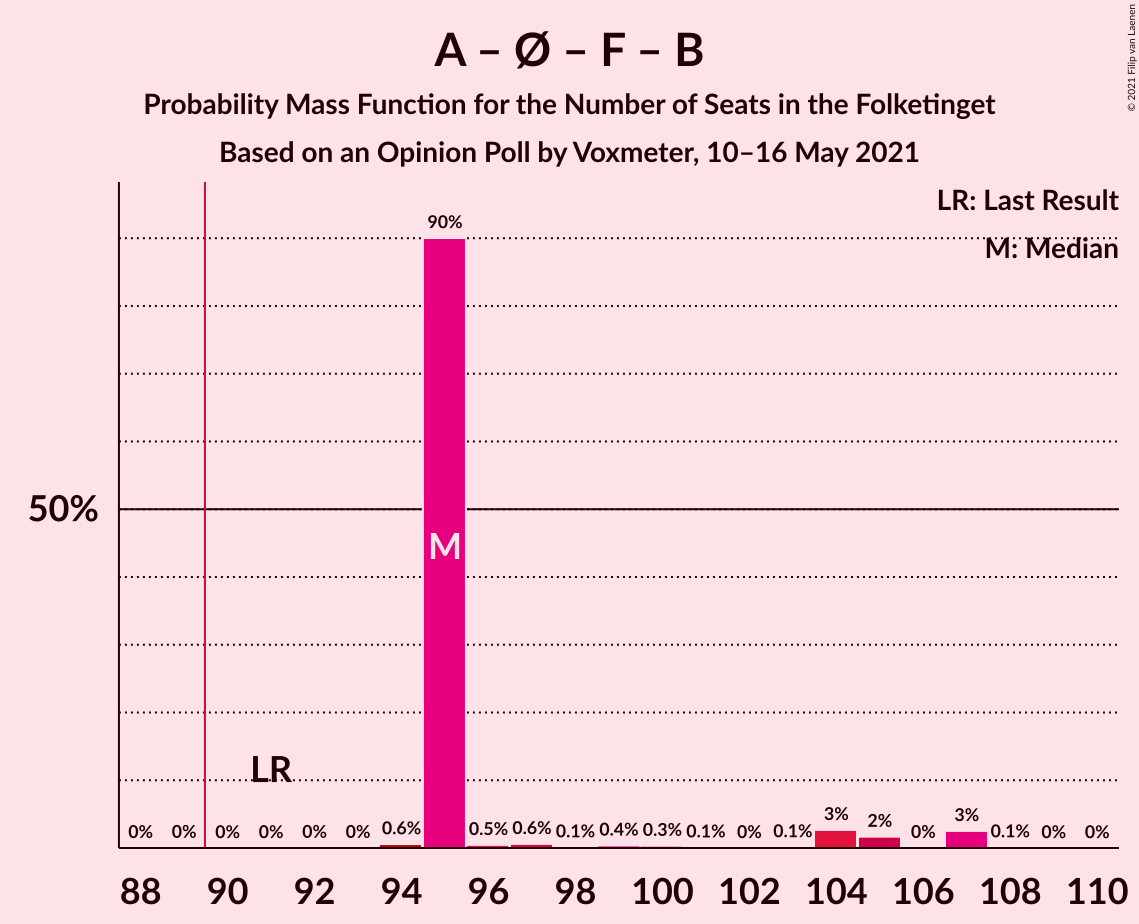 A – Ø – F – B
Probability Mass Function for the Number of Seats in the Folketinget
Based on an Opinion Poll by Voxmeter, 10–16 May 2021
© 2021 Filip van Laenen
LR: Last Result
M: Median
90%
50%
M
LR
0% 0% 0% 0% 0% 0% 0.6% 0.5% 0.6% 0.1% 0.4% 0.3% 0.1% 0% 0.1% 3% 2% 0% 3% 0.1% 0% 0%
88 90 92 94 96 98 100 102 104 106 108 110